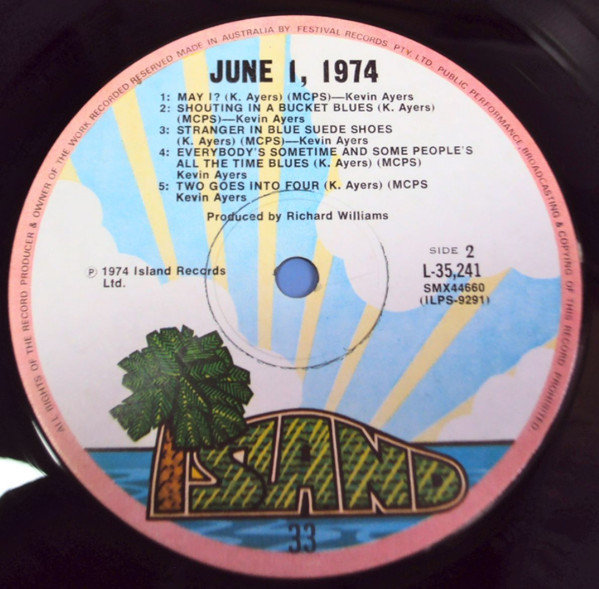 ALL RIGHTS OF THE RECORD PRODUCER & OWNER OF THE WORK RECORDED RESERVED MADE IN AUSTRALIA BY FESTIVAL RECORDS PTY. LTD. PUBLIC PERFORMANCE, BROADCASTING & COPYING OF THIS RECORD PROHIBITED.
JUNE 1, 1974
1: MAY I? (K. Ayers) (MCPS)—Kevin Ayers
2: SHOUTING IN A BUCKET BLUES (K. Ayers)
(MCPS)—Kevin Ayers
3: STRANGER IN BLUE SUEDE SHOES
(K. Ayers) (MCPS)—Kevin Ayers
4: EVERYBODY'S SOMETIME AND SOME PEOPLE'S
ALL THE TIME BLUES (K. Ayers) (MCPS)
Kevin Ayers
5: TWO GOES INTO FOUR (K. Ayers) (MCPS
Kevin Ayers
Produced by Richard Williams
SIDE 2
℗ 1974 Island Records
Ltd.
L-35,241
SMX44660
(ILPS-9291)
ISLAND
33